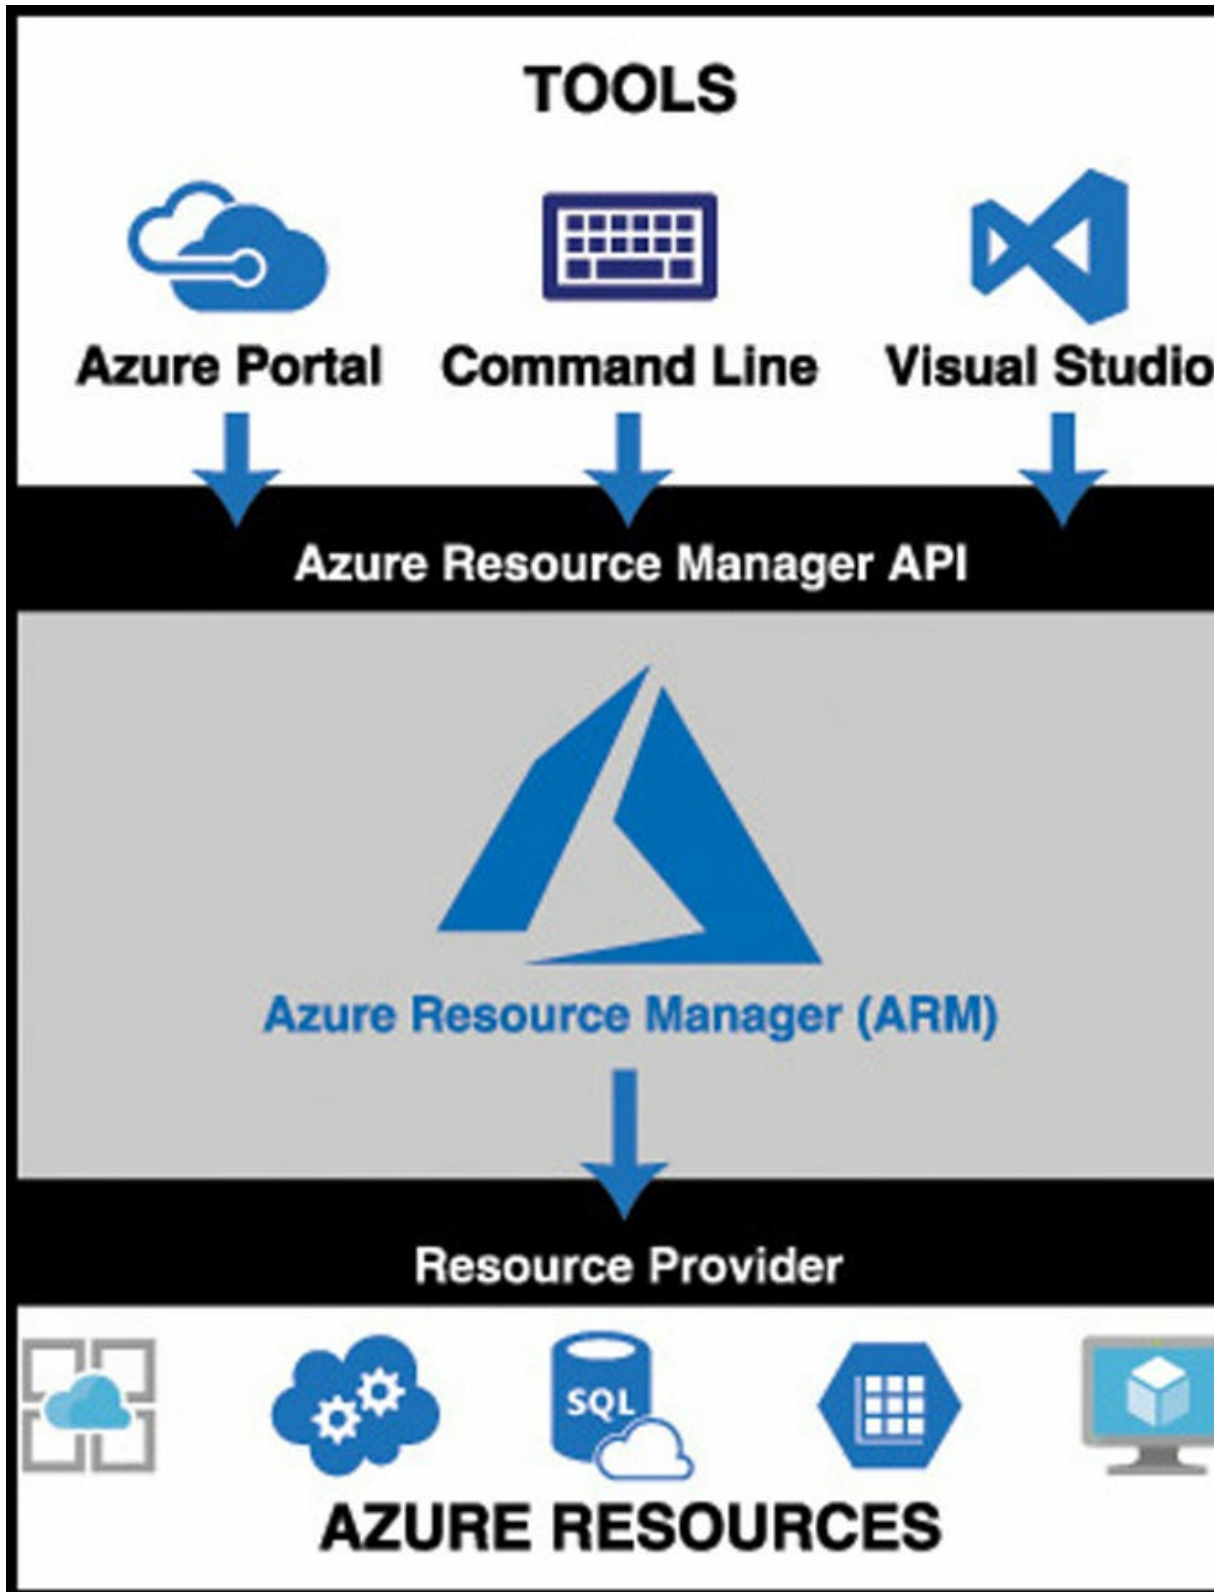 TOOLS
Azure Portal
Command Line
Visual Studio
Azure Resource Manager API
Azure Resource Manager (ARM)
Resource Provider
SQL
AZURE RESOURCES